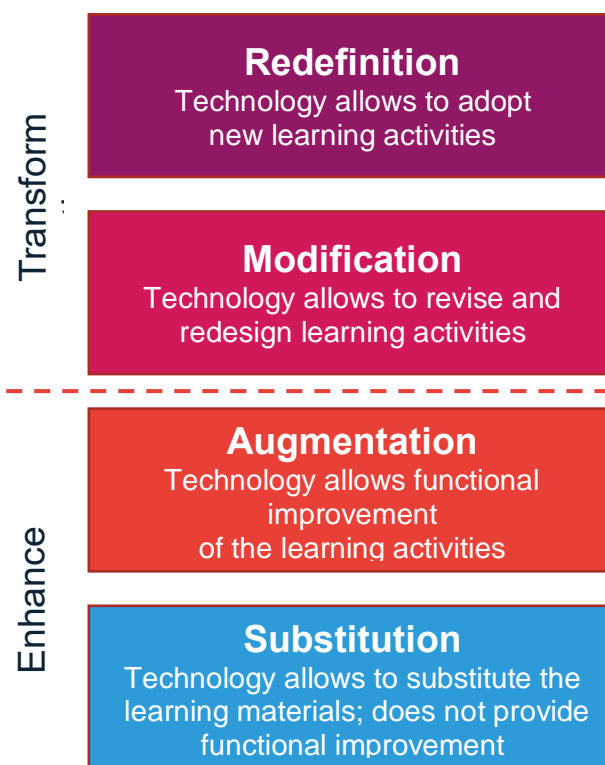 Transform
Redefinition
Technology allows to adopt
new learning activities
Modification
Technology allows to revise and
redesign learning activities
Enhance
Augmentation
Technology allows functional
improvement
of the learning activities
Substitution
Technology allows to substitute the
learning materials; does not provide
functional improvement